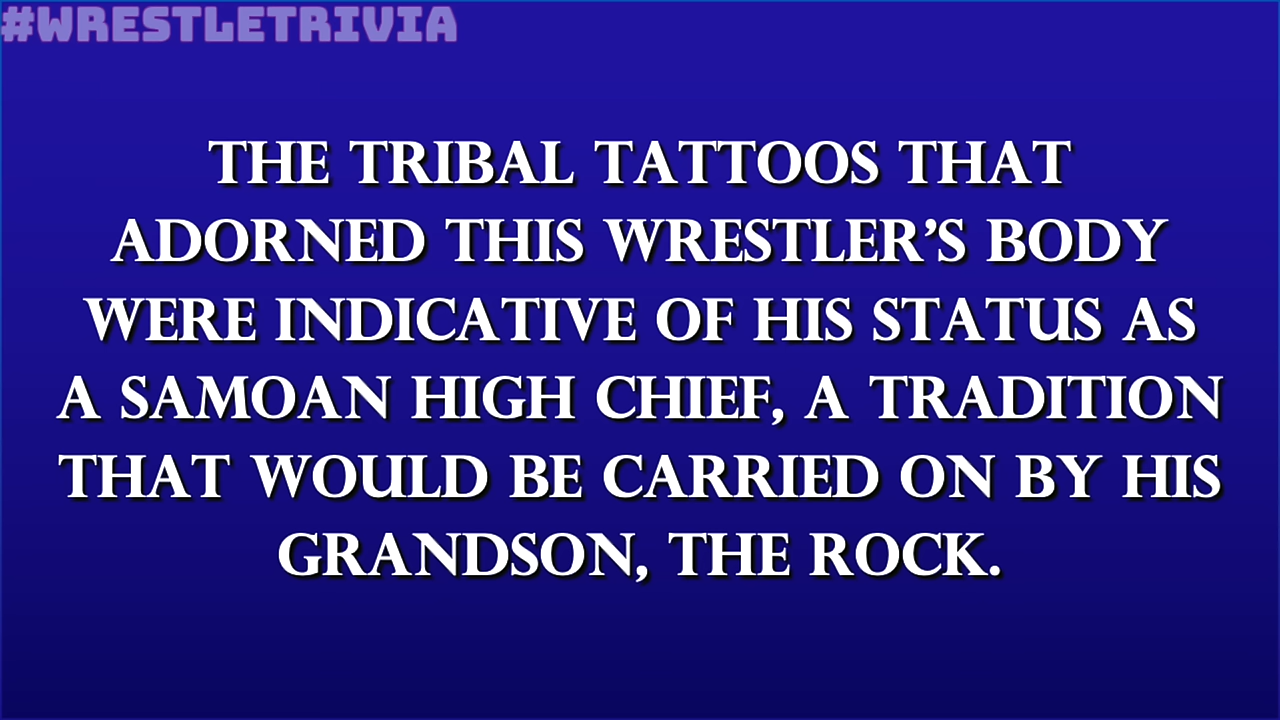 #WRESTLETRIVIA
THE TRIBAL TATTOOS THAT
ADORNED THIS WRESTLER’S BODY
WERE INDICATIVE OF HIS STATUS AS
A SAMOAN HIGH CHIEF, A TRADITION
THAT WOULD BE CARRIED ON BY HIS
GRANDSON, THE ROCK.